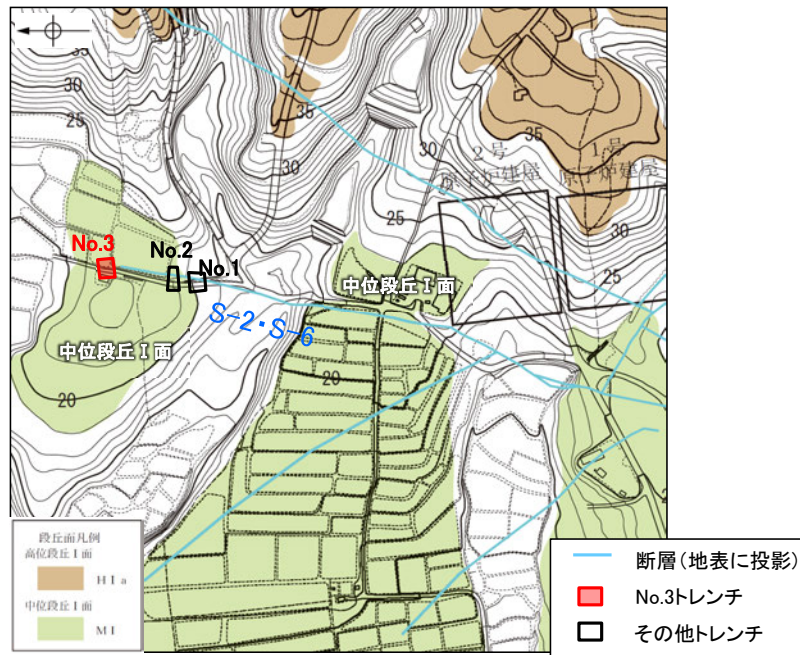 35
30
25
35
30
30
35
２号
原子炉建屋
１号
原子炉建屋
25
30
25
No.3
No.2
No.1
中位段丘Ⅰ面
S-2・S-6
中位段丘Ⅰ面
20
20
段丘面凡例
高位段丘Ⅰ面
HⅠa
中位段丘Ⅰ面
MⅠ
断層(地表に投影)
No.3トレンチ
その他トレンチ